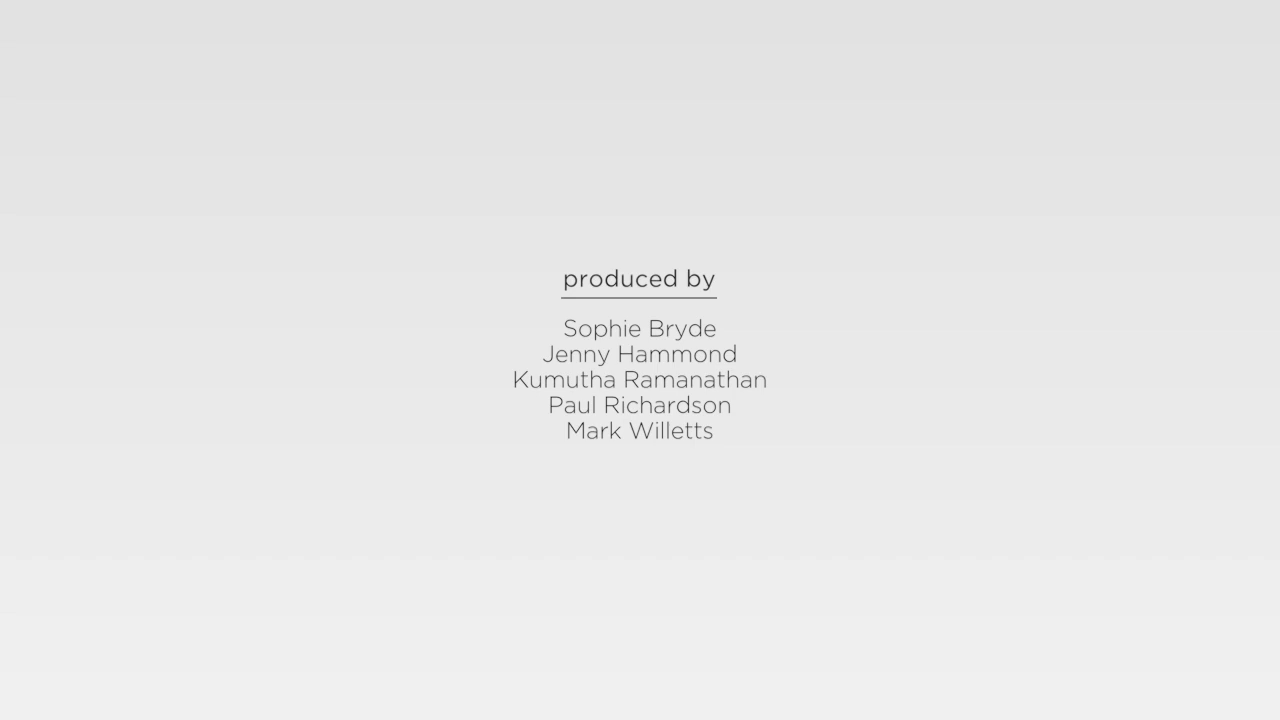 produced by
Sophie Bryde
Jenny Hammond
Kumutha Ramanathan
Paul Richardson
Mark Willetts